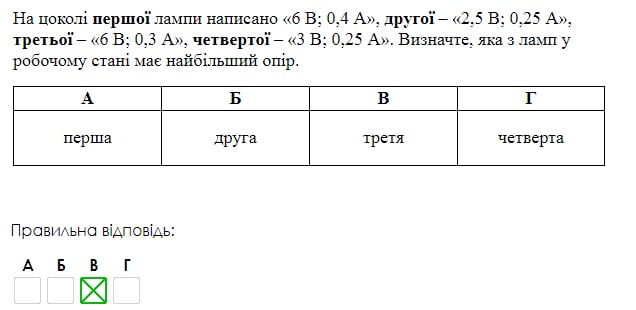 На цоколі першої лампи написано «6 В; 0,4 А», другої – «2,5 В; 0,25 А»,
третьої – «6 В; 0,3 А», четвертої – «3 В; 0,25 А». Визначте, яка з ламп у
робочому стані має найбільший опір.
А Б В Г
перша друга третя четверта
Правильна відповідь:
А Б В Г